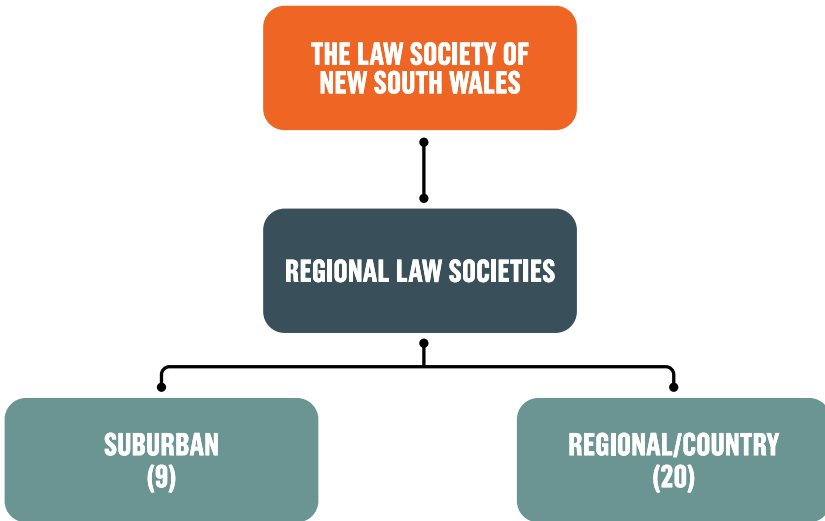 THE LAW SOCIETY OF
NEW SOUTH WALES
REGIONAL LAW SOCIETIES
SUBURBAN
(9)
REGIONAL/COUNTRY
(20)